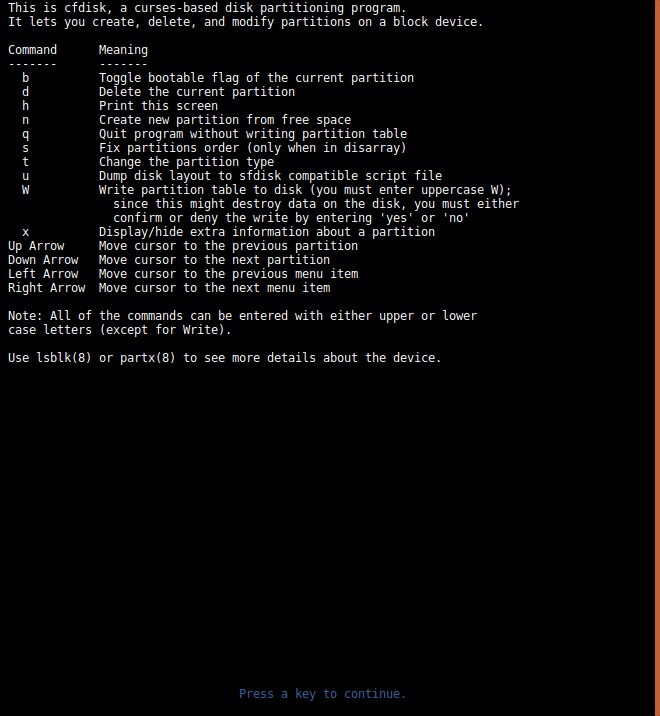 This is cfdisk, a curses-based disk partitioning program.
It lets you create, delete, and modify partitions on a block device.

Command      Meaning
-------      -------
  b          Toggle bootable flag of the current partition
  d          Delete the current partition
  h          Print this screen
  n          Create new partition from free space
  q          Quit program without writing partition table
  s          Fix partitions order (only when in disarray)
  t          Change the partition type
  u          Dump disk layout to sfdisk compatible script file
  W          Write partition table to disk (you must enter uppercase W);
               since this might destroy data on the disk, you must either
               confirm or deny the write by entering 'yes' or 'no'
  x          Display/hide extra information about a partition
Up Arrow     Move cursor to the previous partition
Down Arrow   Move cursor to the next partition
Left Arrow   Move cursor to the previous menu item
Right Arrow  Move cursor to the next menu item

Note: All of the commands can be entered with either upper or lower
case letters (except for Write).

Use lsblk(8) or partx(8) to see more details about the device.

Press a key to continue.